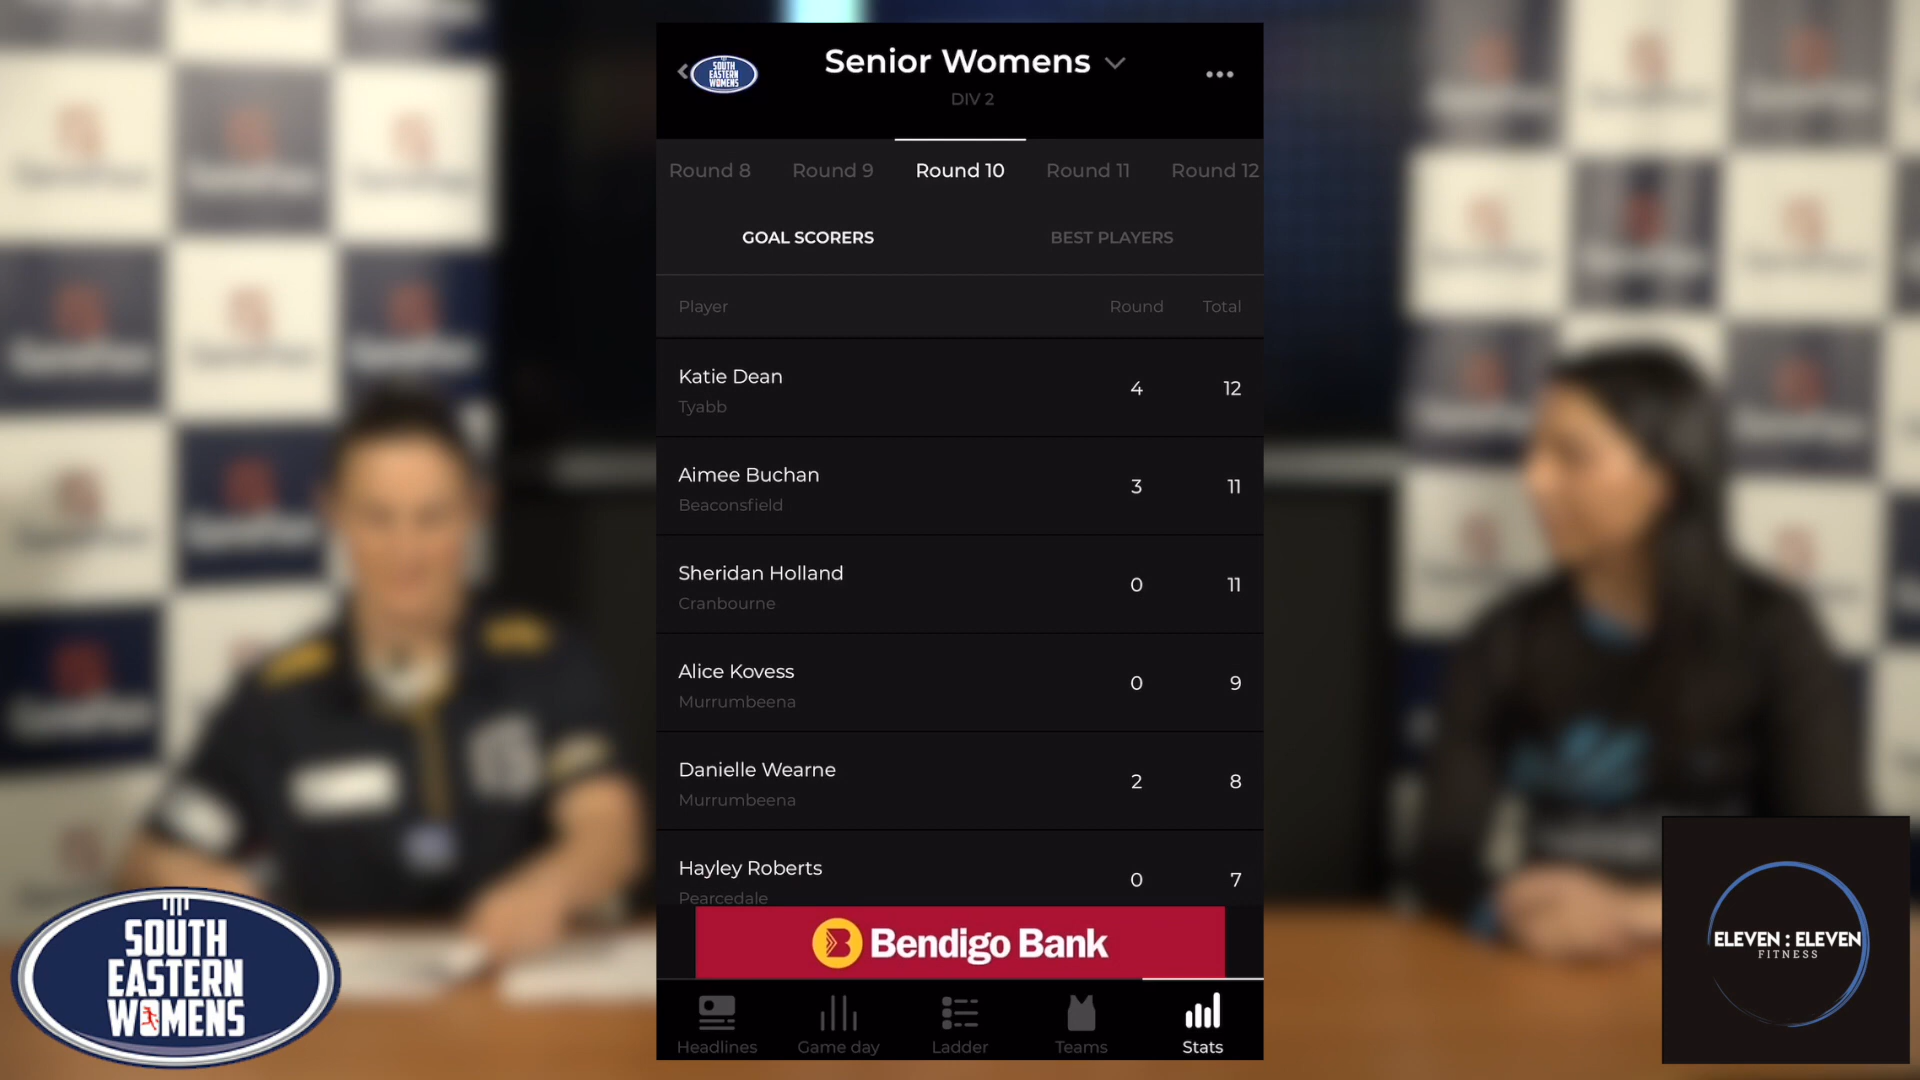 SOUTH
EASTERN
WOMENS
Senior Womens
DIV 2
Round 8 Round 9 Round 10 Round 11 Round 12
GOAL SCORERS BEST PLAYERS
Player Round Total
Katie Dean 4 12
Tyabb
Aimee Buchan 3 11
Beaconsfield
Sheridan Holland 0 11
Cranbourne
Alice Kovess 0 9
Murrumbeena
Danielle Wearne 2 8
Murrumbeena
Hayley Roberts 0 7
Pearcedale
Bendigo Bank
Headlines Game day Ladder Teams Stats
SOUTH
EASTERN
WOMENS
ELEVEN : ELEVEN
FITNESS